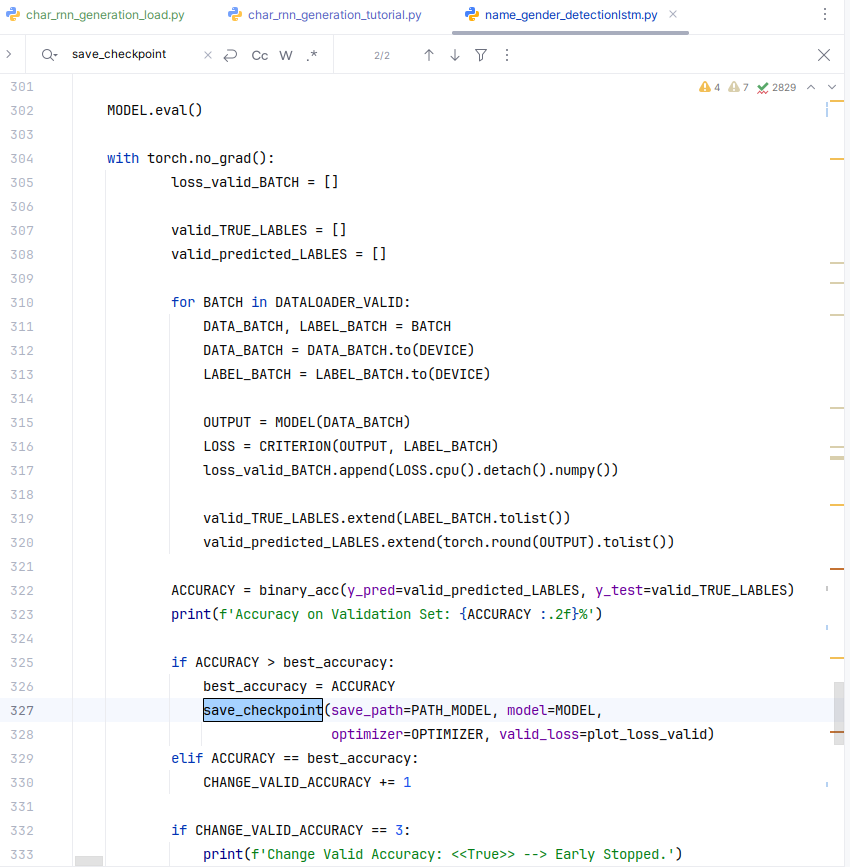 char_rnn_generation_load.py char_rnn_generation_tutorial.py name_gender_detectionlstm.py
save_checkpoint Cc W .* 2/2
301 4 7 2829
302 MODEL.eval()
303
304 with torch.no_grad():
305 loss_valid_BATCH = []
306
307 valid_TRUE_LABLES = []
308 valid_predicted_LABLES = []
309
310 for BATCH in DATALOADER_VALID:
311 DATA_BATCH, LABEL_BATCH = BATCH
312 DATA_BATCH = DATA_BATCH.to(DEVICE)
313 LABEL_BATCH = LABEL_BATCH.to(DEVICE)
314
315 OUTPUT = MODEL(DATA_BATCH)
316 LOSS = CRITERION(OUTPUT, LABEL_BATCH)
317 loss_valid_BATCH.append(LOSS.cpu().detach().numpy())
318
319 valid_TRUE_LABLES.extend(LABEL_BATCH.tolist())
320 valid_predicted_LABLES.extend(torch.round(OUTPUT).tolist())
321
322 ACCURACY = binary_acc(y_pred=valid_predicted_LABLES, y_test=valid_TRUE_LABLES)
323 print(f'Accuracy on Validation Set: {ACCURACY :.2f}%')
324
325 if ACCURACY > best_accuracy:
326 best_accuracy = ACCURACY
327 save_checkpoint(save_path=PATH_MODEL, model=MODEL,
328 optimizer=OPTIMIZER, valid_loss=plot_loss_valid)
329 elif ACCURACY == best_accuracy:
330 CHANGE_VALID_ACCURACY += 1
331
332 if CHANGE_VALID_ACCURACY == 3:
333 print(f'Change Valid Accuracy: <<True>> --> Early Stopped.')